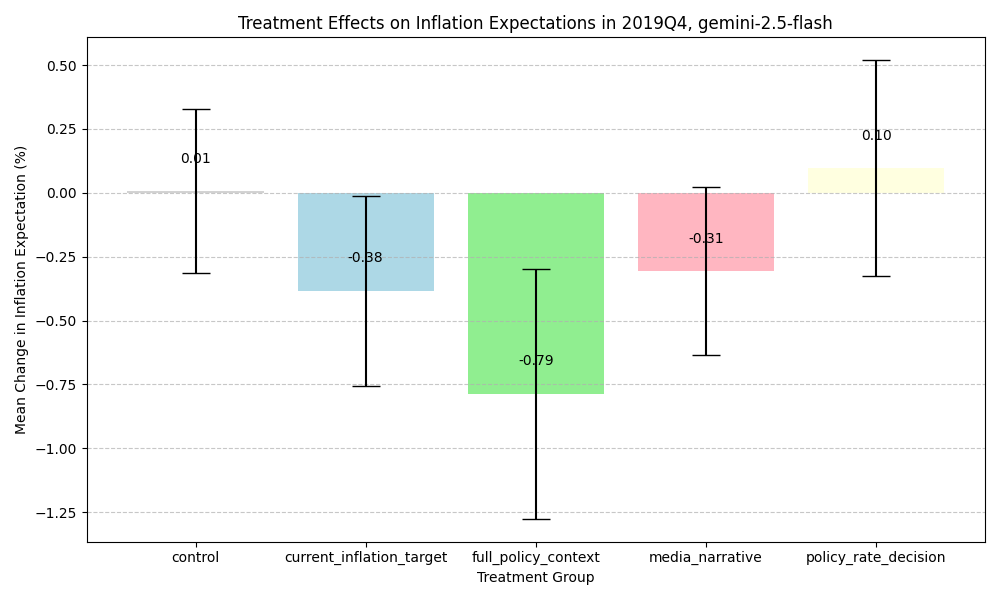 Treatment Effects on Inflation Expectations in 2019Q4, gemini-2.5-flash
Mean Change in Inflation Expectation (%)
0.50
0.25
0.00
−0.25
−0.50
−0.75
−1.00
−1.25
0.01
-0.38
-0.79
-0.31
0.10
control
current_inflation_target
full_policy_context
media_narrative
policy_rate_decision
Treatment Group